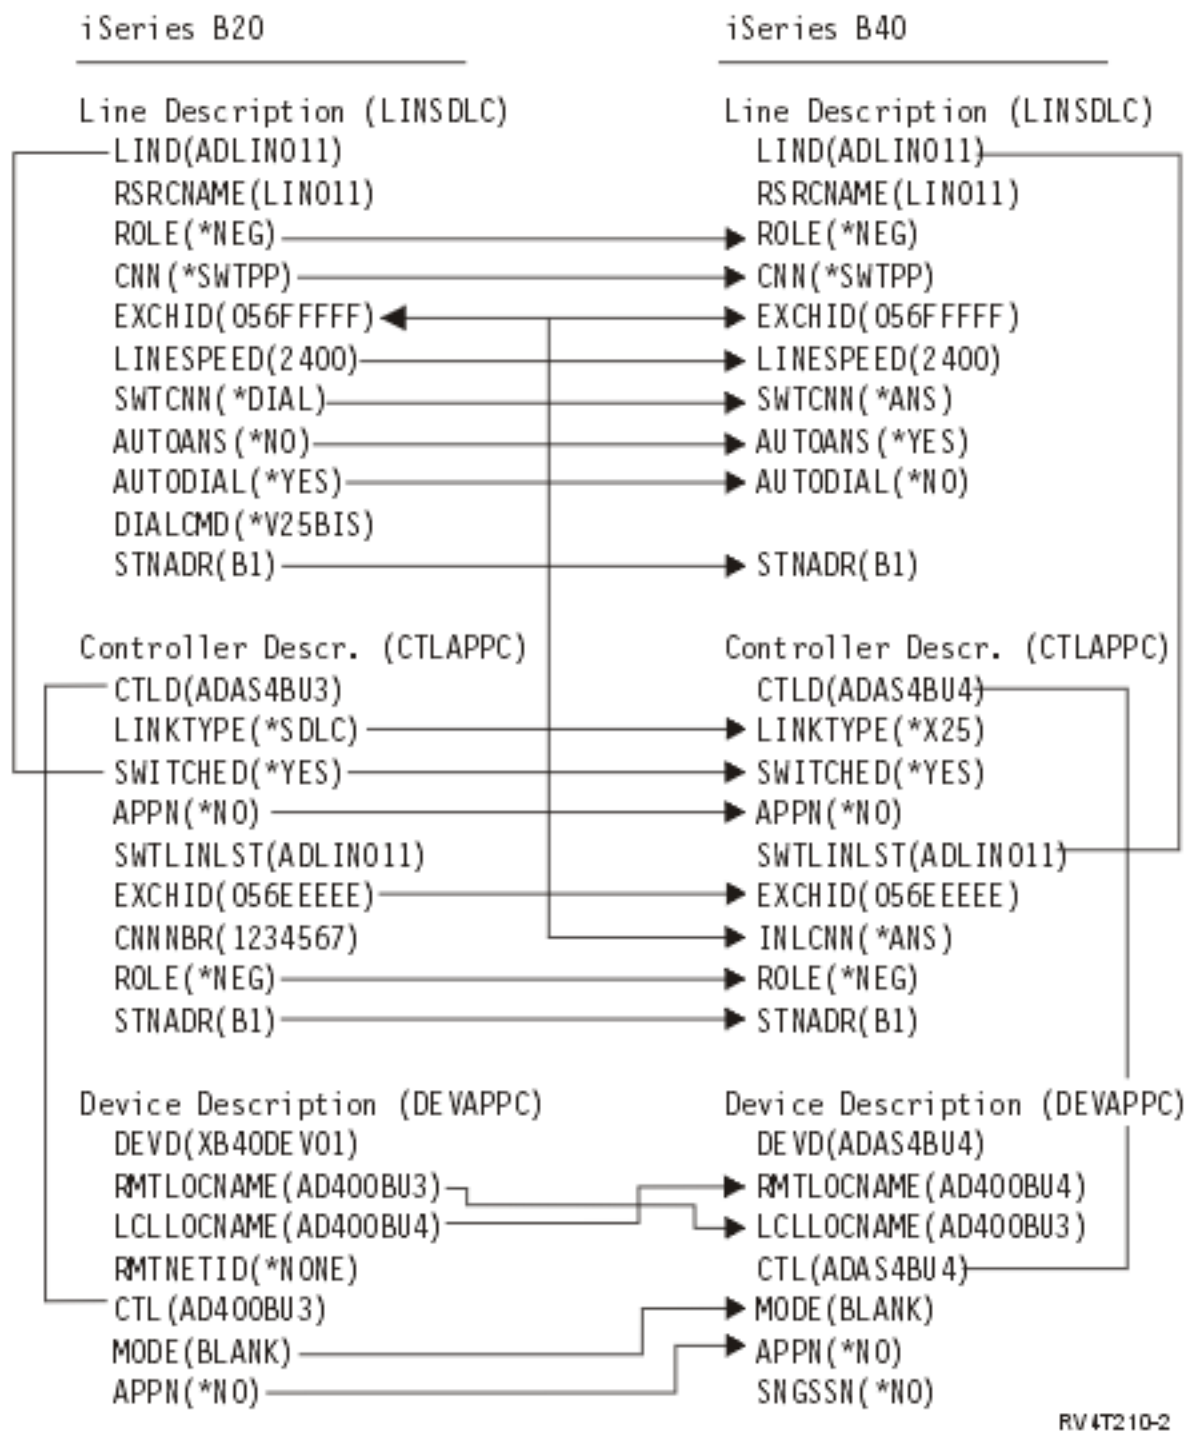 iSeries B20
iSeries B40
Line Description (LINSDLC)
LIND(ADLIN011)
RSRCNAME(LIN011)
ROLE(*NEG)
CNN(*SWTPP)
EXCHID(056FFFFF)
LINESPEED(2400)
SWTCNN(*DIAL)
AUTOANS(*NO)
AUTODIAL(*YES)
DIALCMD(*V25BIS)
STNADR(B1)
Line Description (LINSDLC)
LIND(ADLIN011)
RSRCNAME(LIN011)
ROLE(*NEG)
CNN(*SWTPP)
EXCHID(056FFFFF)
LINESPEED(2400)
SWTCNN(*ANS)
AUTOANS(*YES)
AUTODIAL(*NO)
STNADR(B1)
Controller Descr. (CTLAPPC)
CTLD(ADAS4BU3)
LINKTYPE(*SDLC)
SWITCHED(*YES)
APPN(*NO)
SWTLINLST(ADLIN011)
EXCHID(056EEEEE)
CNNNBR(1234567)
ROLE(*NEG)
STNADR(B1)
Controller Descr. (CTLAPPC)
CTLD(ADAS4BU4)
LINKTYPE(*X25)
SWITCHED(*YES)
APPN(*NO)
SWTLINLST(ADLIN011)
EXCHID(056EEEEE)
INLCNN(*ANS)
ROLE(*NEG)
STNADR(B1)
Device Description (DEVAPPC)
DEVD(XB40DEV01)
RMTLOCNAME(AD400BU3)
LCLLOCNAME(AD400BU4)
RMTNETID(*NONE)
CTL(AD400BU3)
MODE(BLANK)
APPN(*NO)
Device Description (DEVAPPC)
DEVD(ADAS4BU4)
RMTLOCNAME(AD400BU4)
LCLLOCNAME(AD400BU3)
CTL(ADAS4BU4)
MODE(BLANK)
APPN(*NO)
SNGSSN(*NO)
RV4T210-2